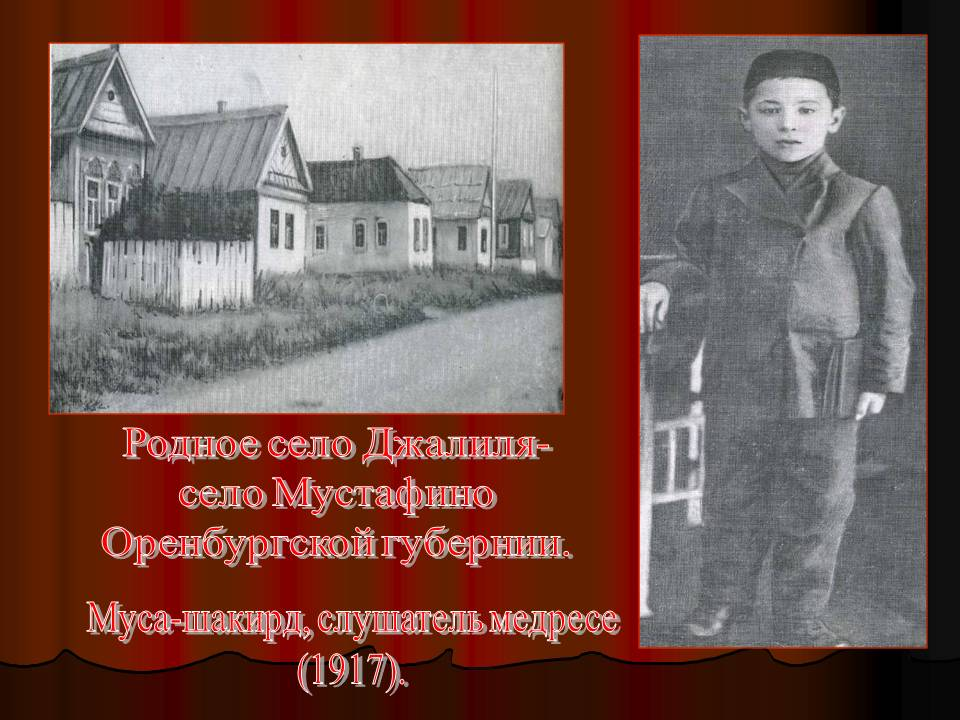 Родное село Джалиля-
село Мустафино
Оренбургской губернии.
Муса-шакирд, слушатель медресе
(1917).